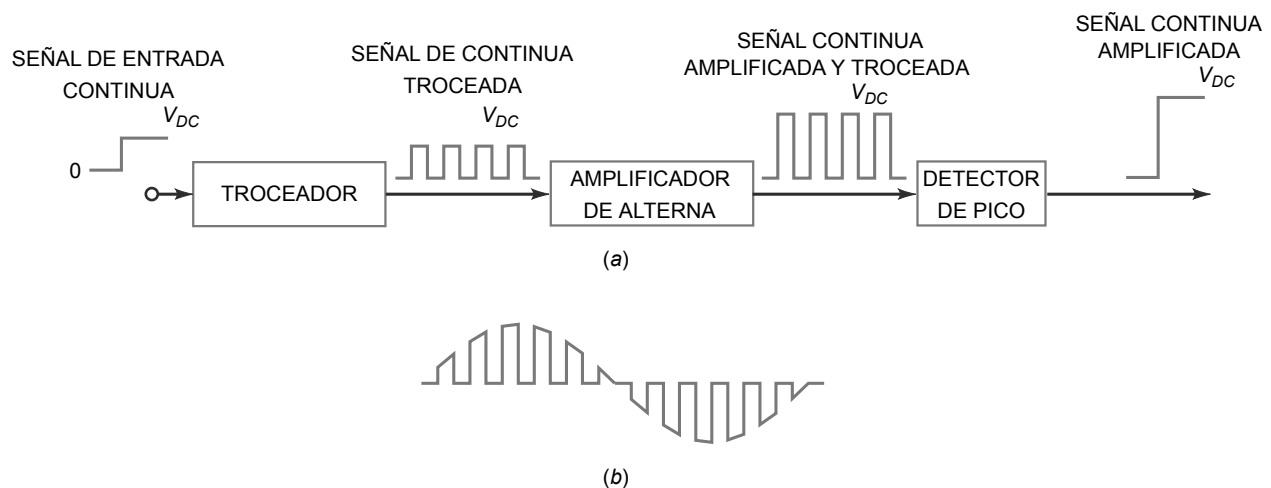 SEÑAL DE ENTRADA
CONTINUA
V_DC
0
SEÑAL DE CONTINUA
TROCEADA
V_DC
SEÑAL CONTINUA
AMPLIFICADA Y TROCEADA
V_DC
SEÑAL CONTINUA
AMPLIFICADA
V_DC
TROCEADOR
AMPLIFICADOR
DE ALTERNA
DETECTOR
DE PICO
(a)
(b)